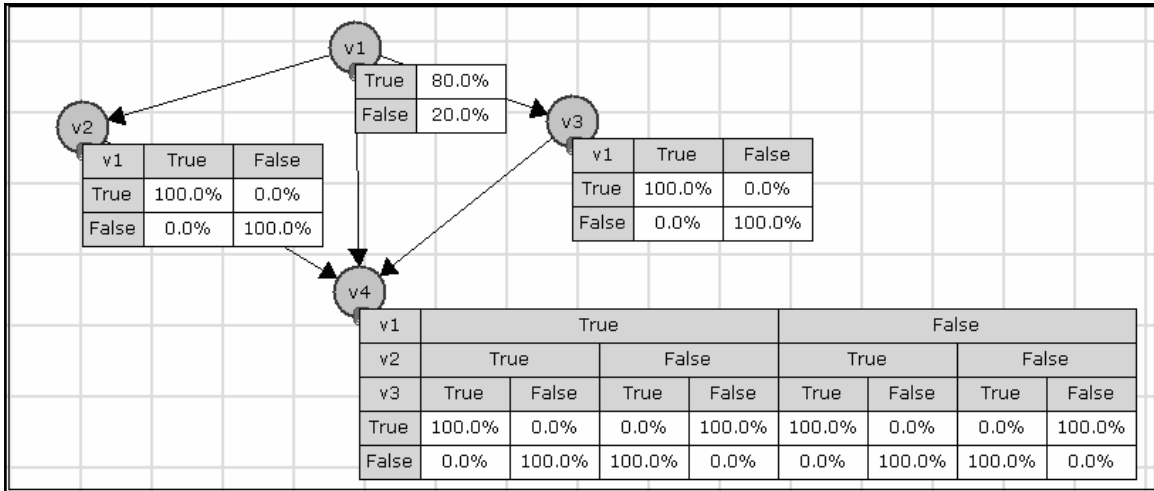 v1
True 80.0%
False 20.0%
v2
v1 True False
True 100.0% 0.0%
False 0.0% 100.0%
v3
v1 True False
True 100.0% 0.0%
False 0.0% 100.0%
v4
v1 True False
v2 True False True False
v3 True False True False True False True False
True 100.0% 0.0% 0.0% 100.0% 100.0% 0.0% 0.0% 100.0%
False 0.0% 100.0% 100.0% 0.0% 0.0% 100.0% 100.0% 0.0%